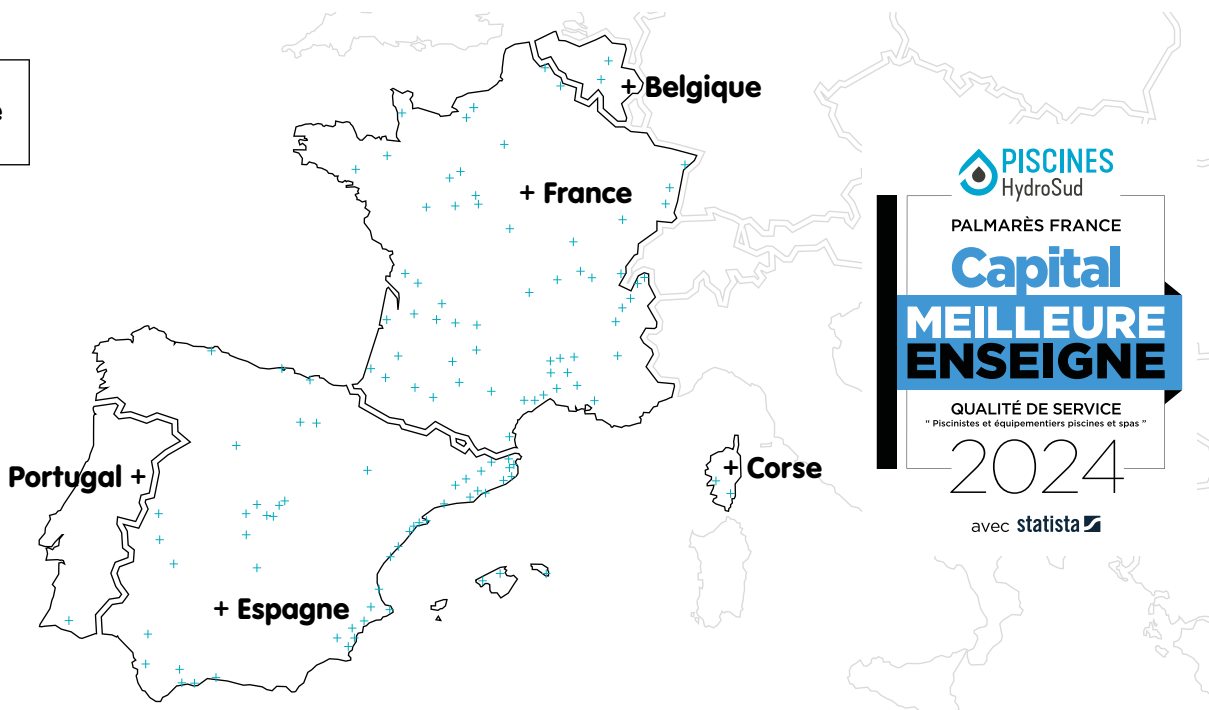 + Belgique
+ France
Portugal +
+ Corse
+ Espagne
PISCINES
HydroSud
PALMARÈS FRANCE
Capital
MEILLEURE
ENSEIGNE
QUALITÉ DE SERVICE
" Piscinistes et équipementiers piscines et spas "
2024
avec statista